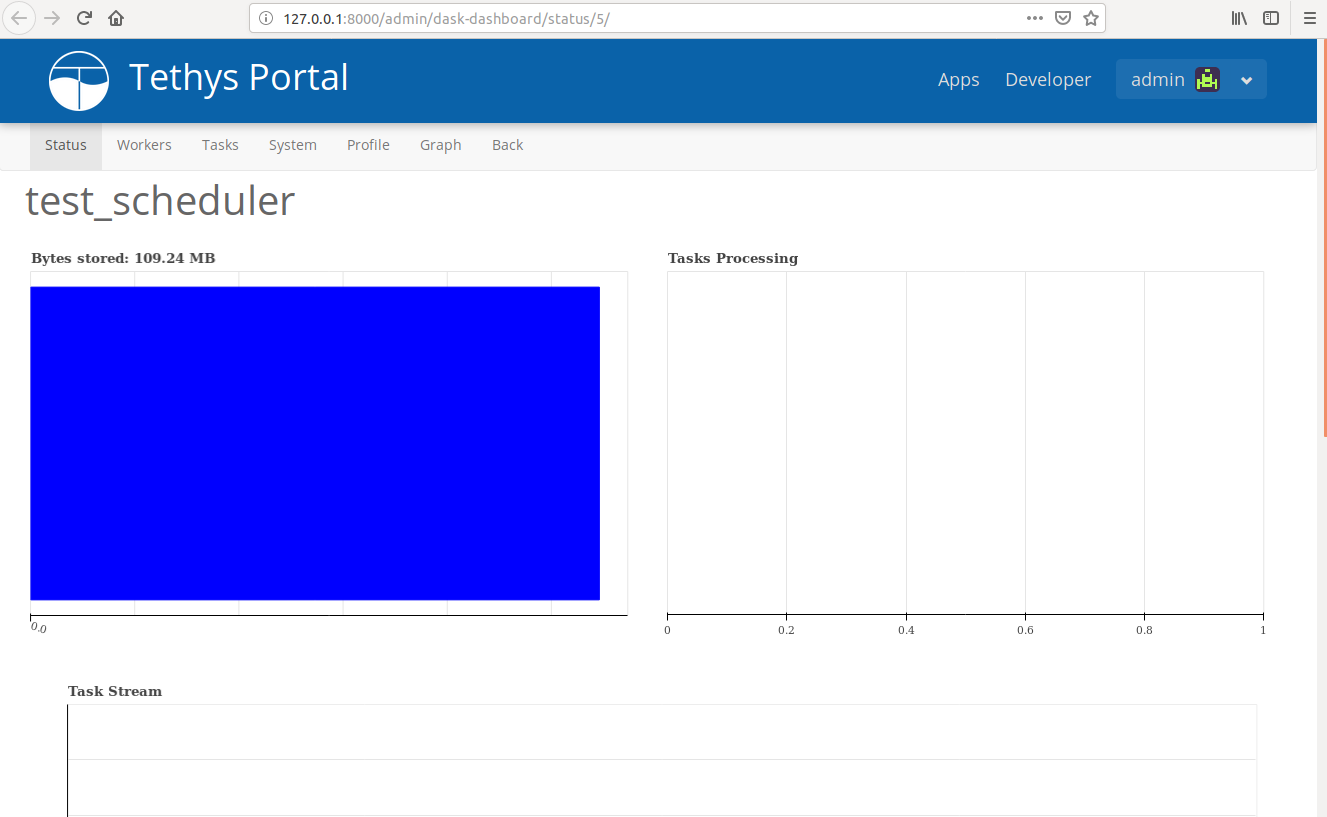 127.0.0.1:8000/admin/dask-dashboard/status/5/
Tethys Portal
Apps Developer admin
Status Workers Tasks System Profile Graph Back
test_scheduler
Bytes stored: 109.24 MB
Tasks Processing
0.0
0 0.2 0.4 0.6 0.8 1
Task Stream